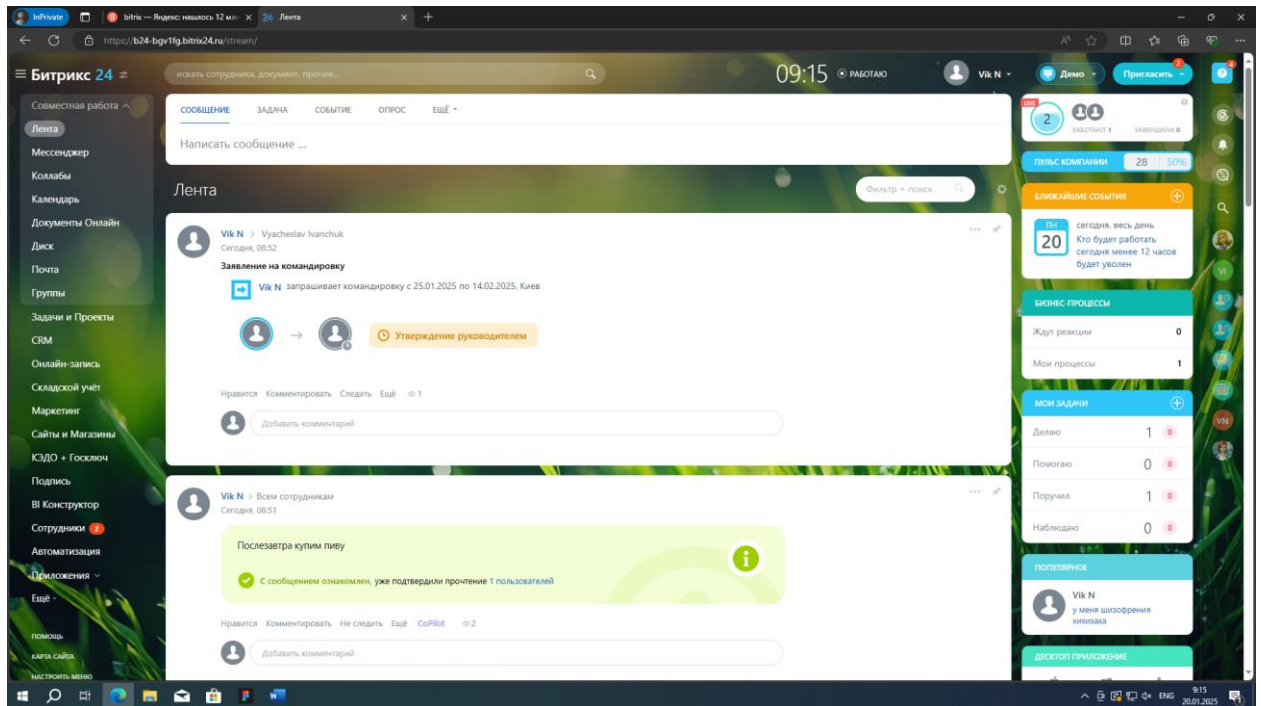 InPrivate
bitrix — Яндекс: нашлось 12 мл
24 Лента
https://b24-bgv1fg.bitrix24.ru/stream/
Битрикс 24
искать сотрудника, документ, прочее...
09:15 РАБОТАЮ
Vik N
Демо
Пригласить
2
Совместная работа
Лента
Мессенджер
Коллабы
Календарь
Документы Онлайн
Диск
Почта
Группы
Задачи и Проекты
CRM
Онлайн-запись
Складской учёт
Маркетинг
Сайты и Магазины
КЭДО + Госключ
Подпись
BI Конструктор
Сотрудники 2
Автоматизация
Приложения
Ещё
ПОМОЩЬ
КАРТА САЙТА
НАСТРОИТЬ МЕНЮ
СООБЩЕНИЕ ЗАДАЧА СОБЫТИЕ ОПРОС ЕЩЁ
Написать сообщение ...
Лента
Фильтр + поиск
Vik N > Vyacheslav Ivanchuk
Сегодня, 08:52
Заявление на командировку
Vik N запрашивает командировку с 25.01.2025 по 14.02.2025, Киев
Утверждение руководителем
Нравится Комментировать Следить Ещё 1
Добавить комментарий
Vik N > Всем сотрудникам
Сегодня, 08:51
Послезавтра купим пиву
С сообщением ознакомлен, уже подтвердили прочтение 1 пользователей
Нравится Комментировать Не следить Ещё CoPilot 2
Добавить комментарий
LIVE
2
РАБОТАЮТ 1 ЗАВЕРШИЛИ 0
ПУЛЬС КОМПАНИИ 28 50%
БЛИЖАЙШИЕ СОБЫТИЯ
ПН
20
сегодня, весь день
Кто будет работать
сегодня менее 12 часов
будет уволен
БИЗНЕС-ПРОЦЕССЫ
Ждут реакции 0
Мои процессы 1
МОИ ЗАДАЧИ
Делаю 1 0
Помогаю 0 0
Поручил 1 0
Наблюдаю 0 0
ПОПУЛЯРНОЕ
Vik N
у меня шизофрения
хихихаха
ДЕСКТОП ПРИЛОЖЕНИЕ
VI
VN
ENG
9:15
20.01.2025